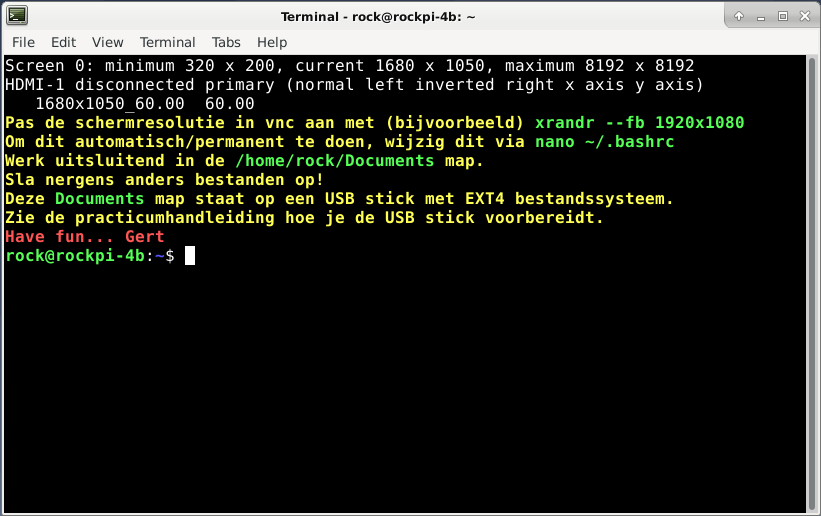 Terminal - rock@rockpi-4b: ~
File Edit View Terminal Tabs Help
Screen 0: minimum 320 x 200, current 1680 x 1050, maximum 8192 x 8192
HDMI-1 disconnected primary (normal left inverted right x axis y axis)
   1680x1050_60.00  60.00
Pas de schermresolutie in vnc aan met (bijvoorbeeld) xrandr --fb 1920x1080
Om dit automatisch/permanent te doen, wijzig dit via nano ~/.bashrc
Werk uitsluitend in de /home/rock/Documents map.
Sla nergens anders bestanden op!
Deze Documents map staat op een USB stick met EXT4 bestandssysteem.
Zie de practicumhandleiding hoe je de USB stick voorbereidt.
Have fun... Gert
rock@rockpi-4b:~$